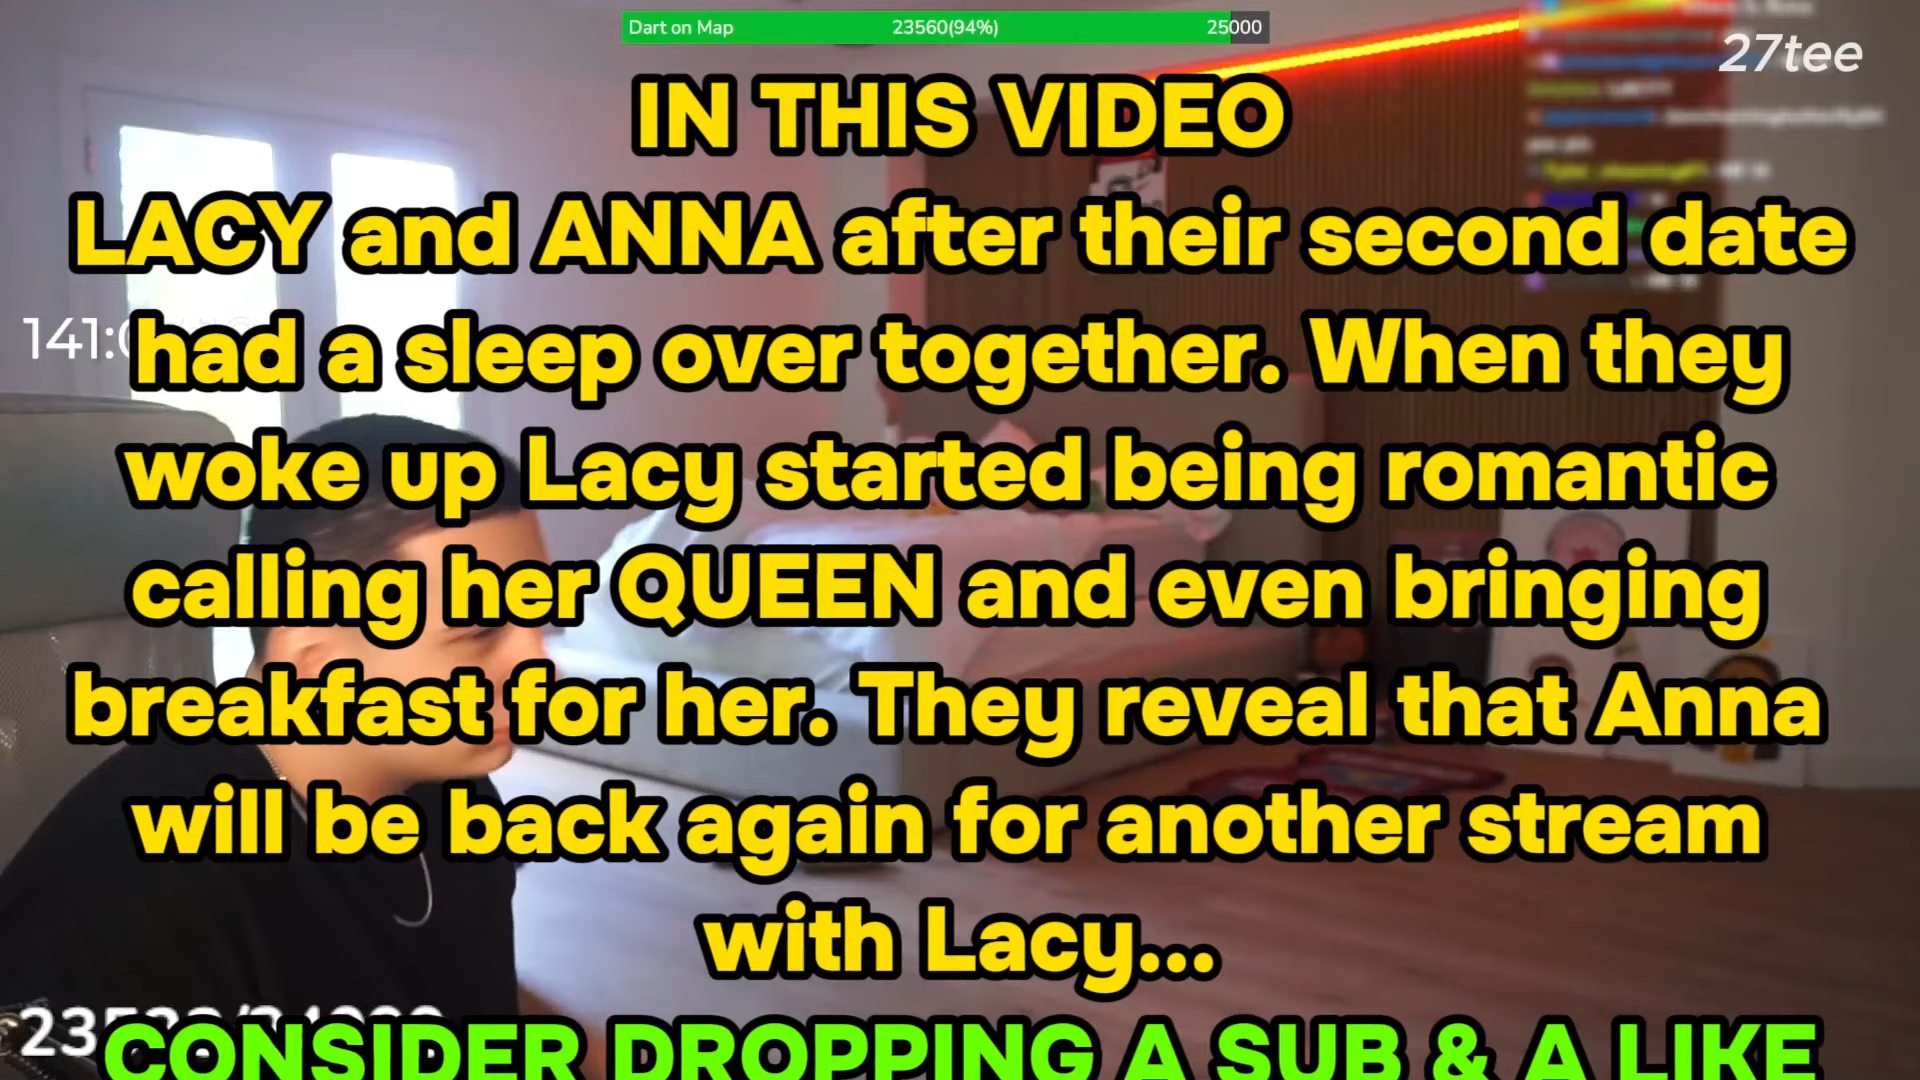 Dart on Map 23560(94%) 25000
27tee
IN THIS VIDEO
LACY and ANNA after their second date
had a sleep over together. When they
woke up Lacy started being romantic
calling her QUEEN and even bringing
breakfast for her. They reveal that Anna
will be back again for another stream
with Lacy...
CONSIDER DROPPING A SUB & A LIKE